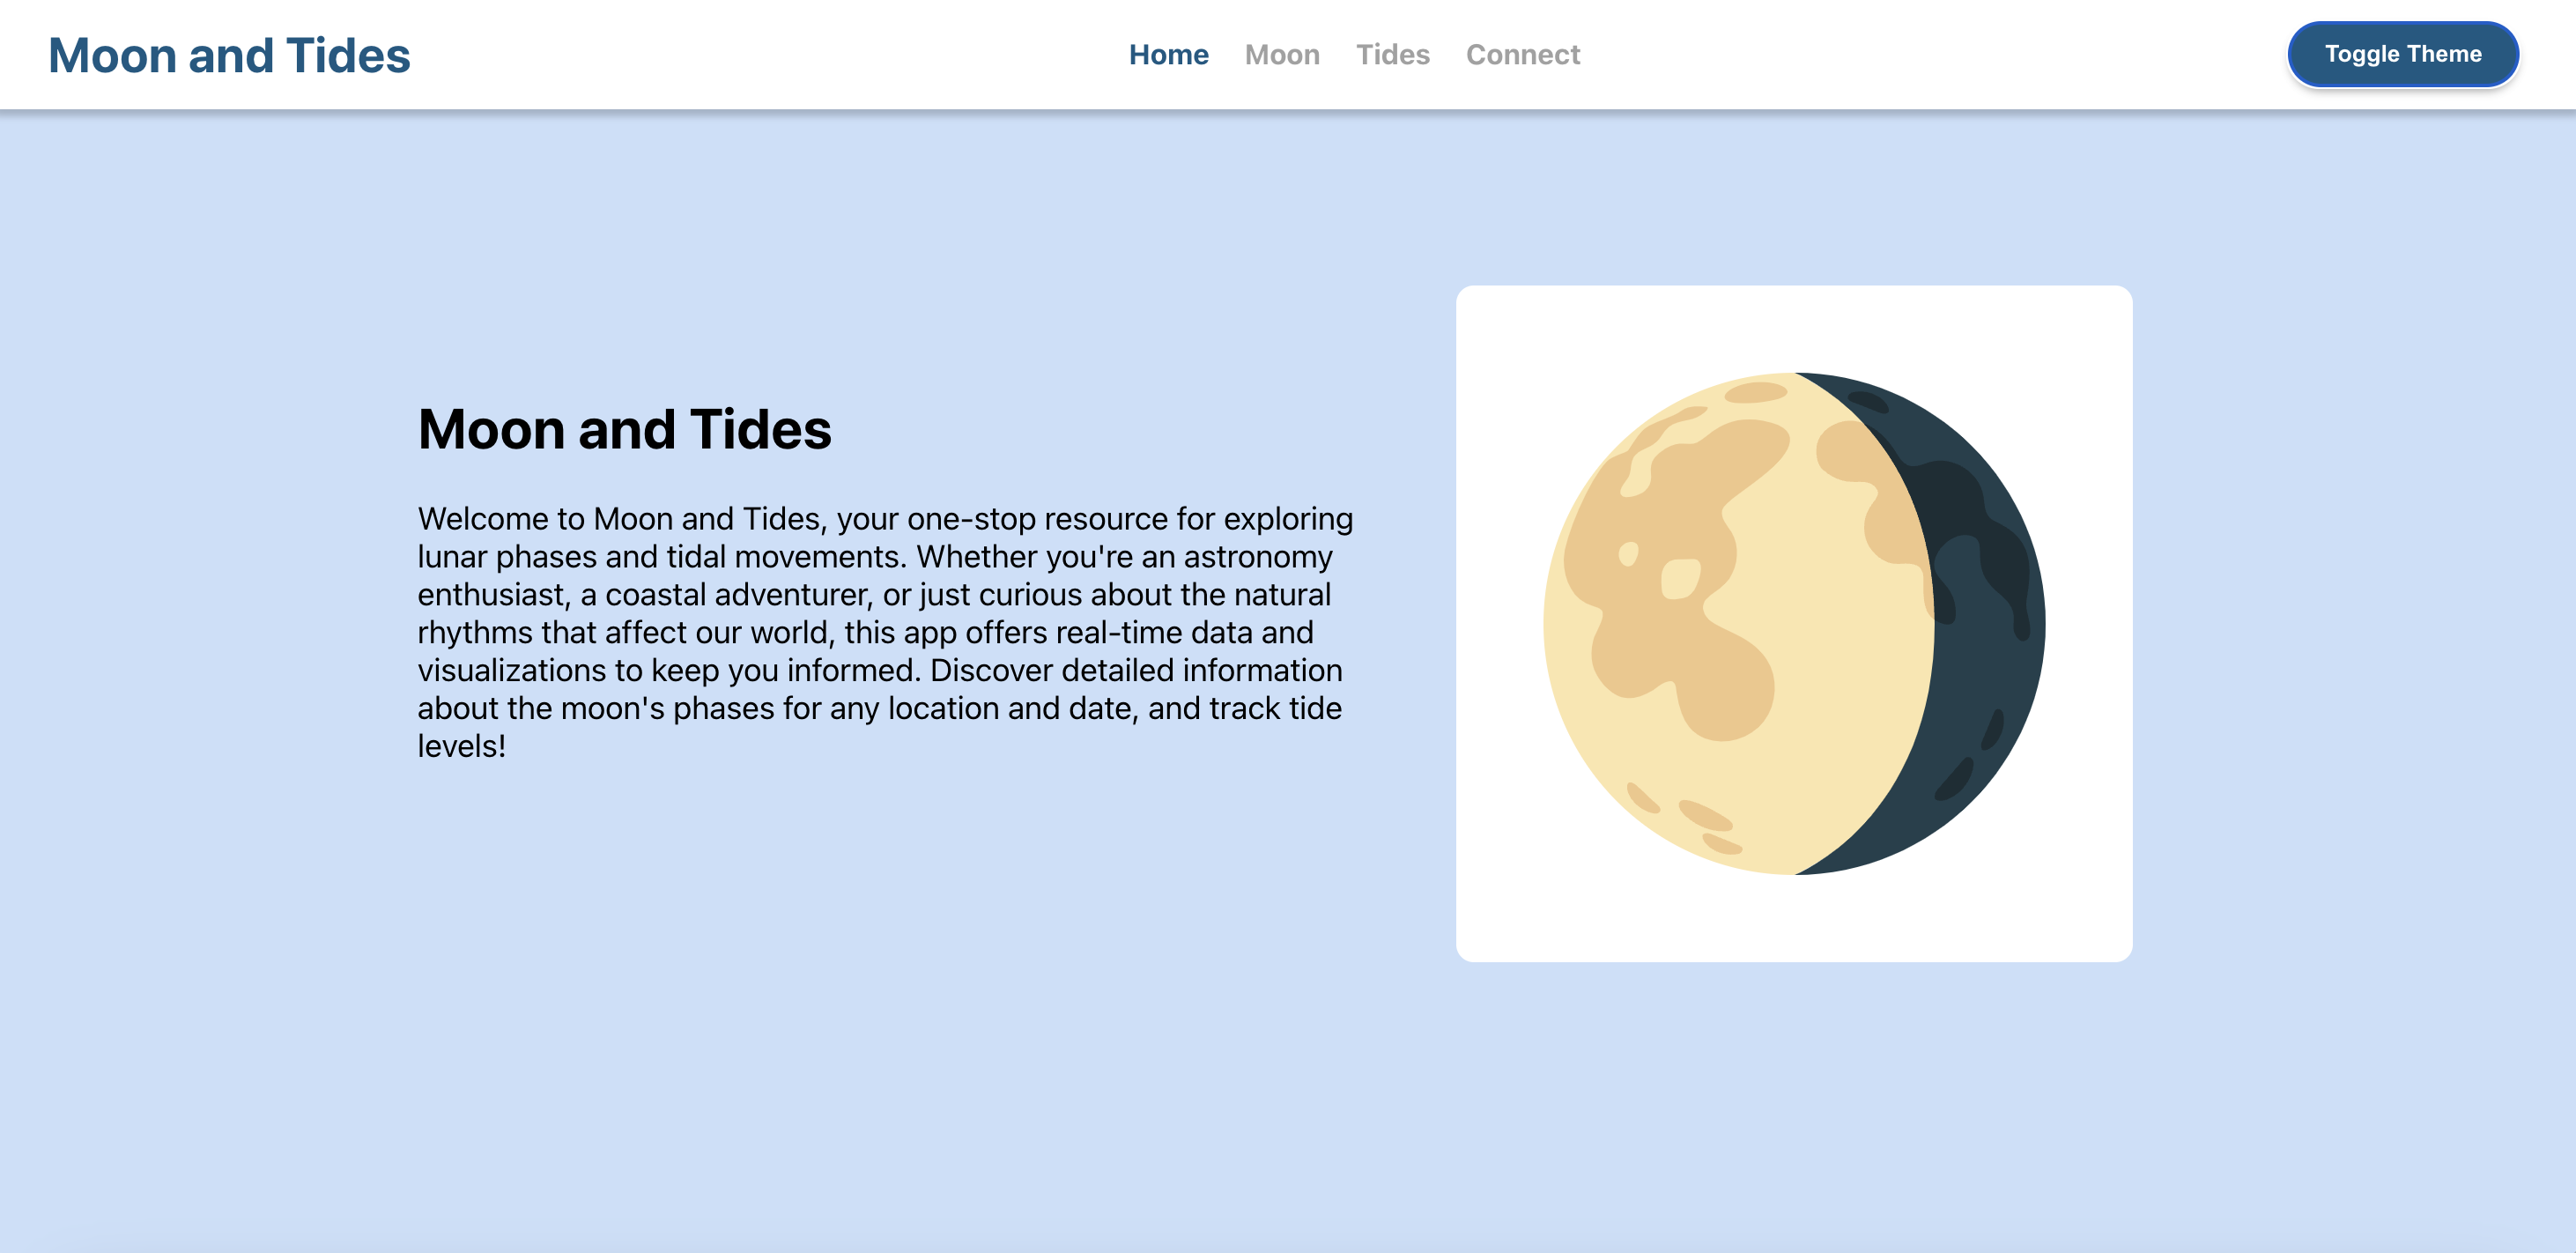 Moon and Tides
Home Moon Tides Connect
Toggle Theme
Moon and Tides
Welcome to Moon and Tides, your one-stop resource for exploring
lunar phases and tidal movements. Whether you're an astronomy
enthusiast, a coastal adventurer, or just curious about the natural
rhythms that affect our world, this app offers real-time data and
visualizations to keep you informed. Discover detailed information
about the moon's phases for any location and date, and track tide
levels!